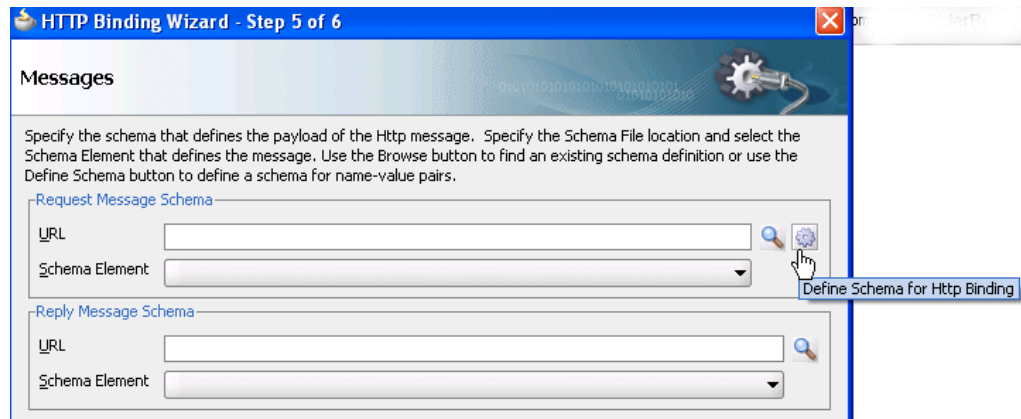 HTTP Binding Wizard - Step 5 of 6
Messages
Specify the schema that defines the payload of the Http message. Specify the Schema File location and select the
Schema Element that defines the message. Use the Browse button to find an existing schema definition or use the
Define Schema button to define a schema for name-value pairs.
Request Message Schema
URL
Schema Element
Define Schema for Http Binding
Reply Message Schema
URL
Schema Element